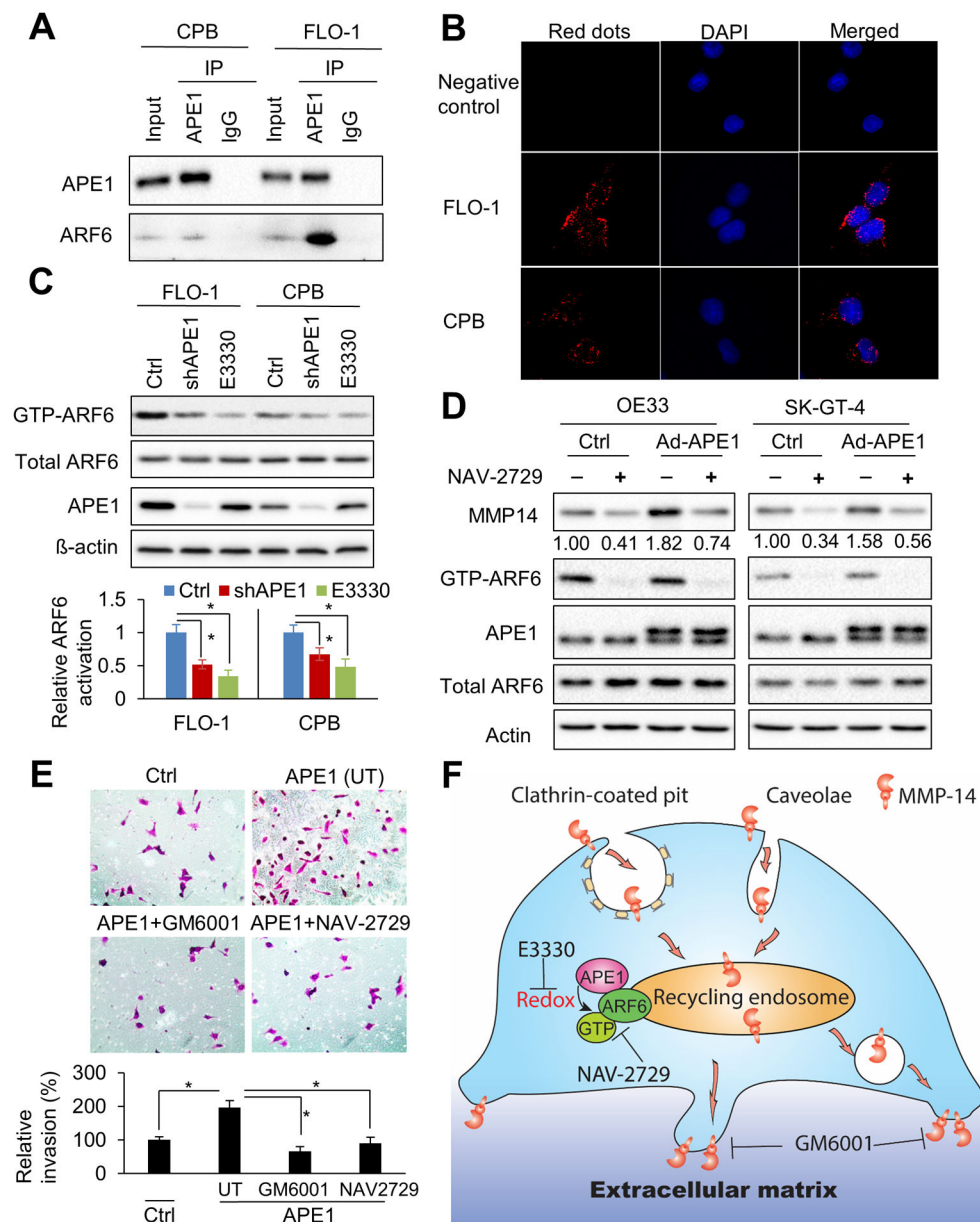 A
CPB FLO-1
IP IP
Input APE1 IgG Input APE1 IgG
APE1
ARF6
B
Red dots DAPI Merged
Negative
control
FLO-1
CPB
C
FLO-1 CPB
Ctrl shAPE1 E3330 Ctrl shAPE1 E3330
GTP-ARF6
Total ARF6
APE1
ß-actin
Ctrl shAPE1 E3330
Relative ARF6
activation
1.5
1
0.5
0
* * * *
FLO-1 CPB
D
OE33 SK-GT-4
Ctrl Ad-APE1 Ctrl Ad-APE1
NAV-2729 – + – + – + – +
MMP14
1.00 0.41 1.82 0.74 1.00 0.34 1.58 0.56
GTP-ARF6
APE1
Total ARF6
Actin
E
Ctrl APE1 (UT)
APE1+GM6001 APE1+NAV-2729
Relative
invasion (%)
300
200
100
0
* * *
UT GM6001 NAV2729
Ctrl APE1
F
Clathrin-coated pit Caveolae MMP-14
E3330
APE1
Redox
ARF6
GTP
Recycling endosome
NAV-2729
GM6001
Extracellular matrix